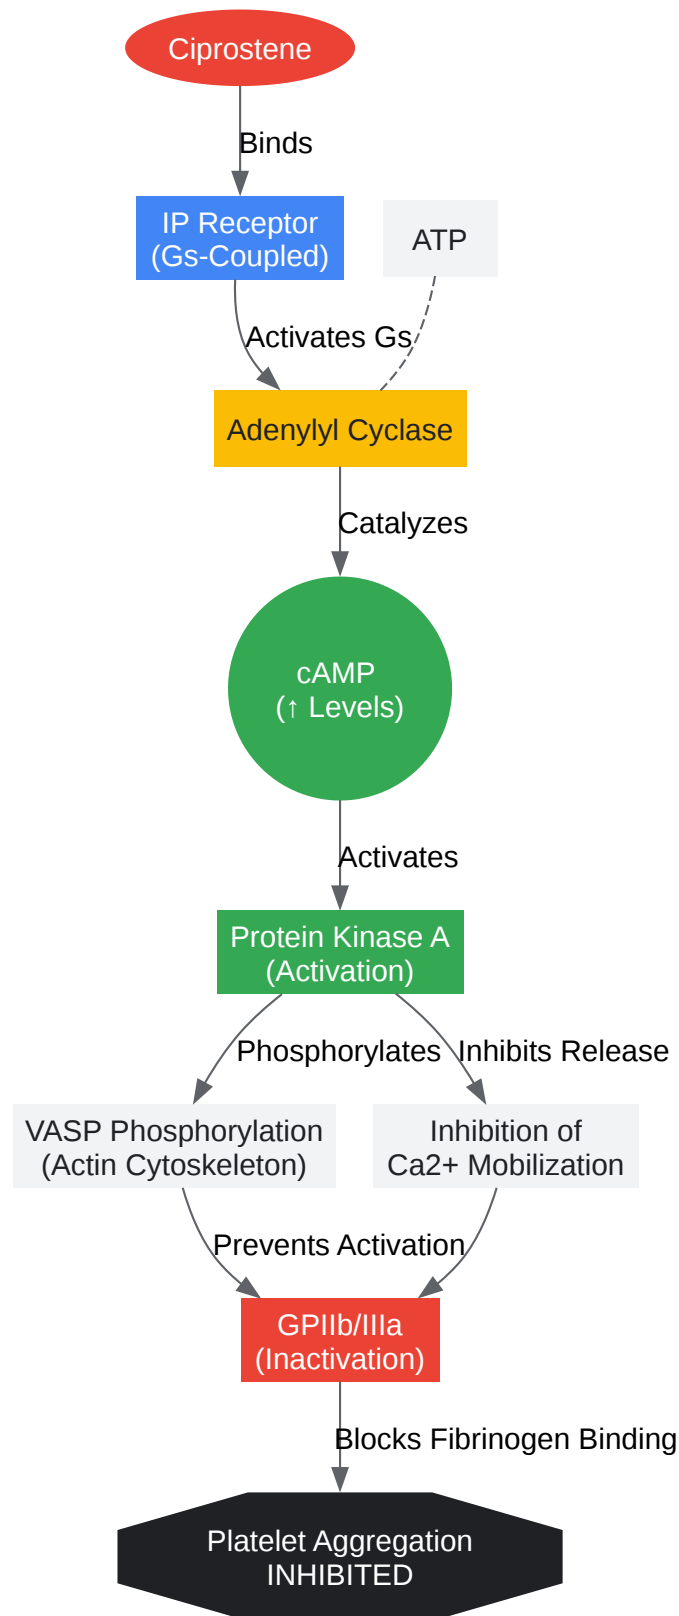 Ciprostene
Binds
IP Receptor
(Gs-Coupled)
ATP
Activates Gs
Adenylyl Cyclase
Catalyzes
cAMP
(↑ Levels)
Activates
Protein Kinase A
(Activation)
Phosphorylates
Inhibits Release
VASP Phosphorylation
(Actin Cytoskeleton)
Inhibition of
Ca2+ Mobilization
Prevents Activation
GPIIb/IIIa
(Inactivation)
Blocks Fibrinogen Binding
Platelet Aggregation
INHIBITED